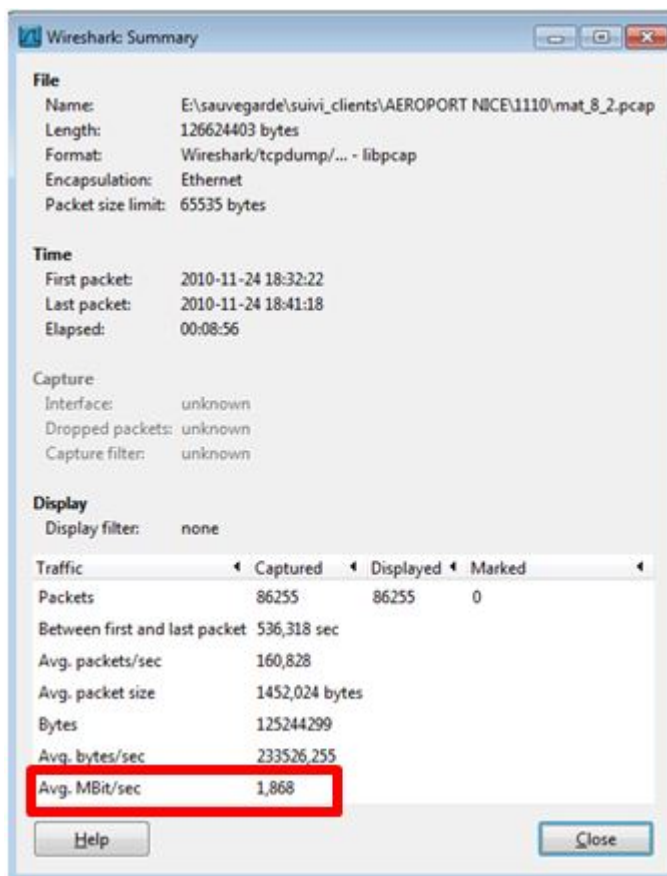 Wireshark: Summary
File
Name: E:\sauvegarde\suivi_clients\AEROPORT NICE\1110\mat_8_2.pcap
Length: 126624403 bytes
Format: Wireshark/tcpdump/... - libpcap
Encapsulation: Ethernet
Packet size limit: 65535 bytes
Time
First packet: 2010-11-24 18:32:22
Last packet: 2010-11-24 18:41:18
Elapsed: 00:08:56
Capture
Interface: unknown
Dropped packets: unknown
Capture filter: unknown
Display
Display filter: none
Traffic Captured Displayed Marked
Packets 86255 86255 0
Between first and last packet 536,318 sec
Avg. packets/sec 160,828
Avg. packet size 1452,024 bytes
Bytes 125244299
Avg. bytes/sec 233526,255
Avg. MBit/sec 1,868
Help Close